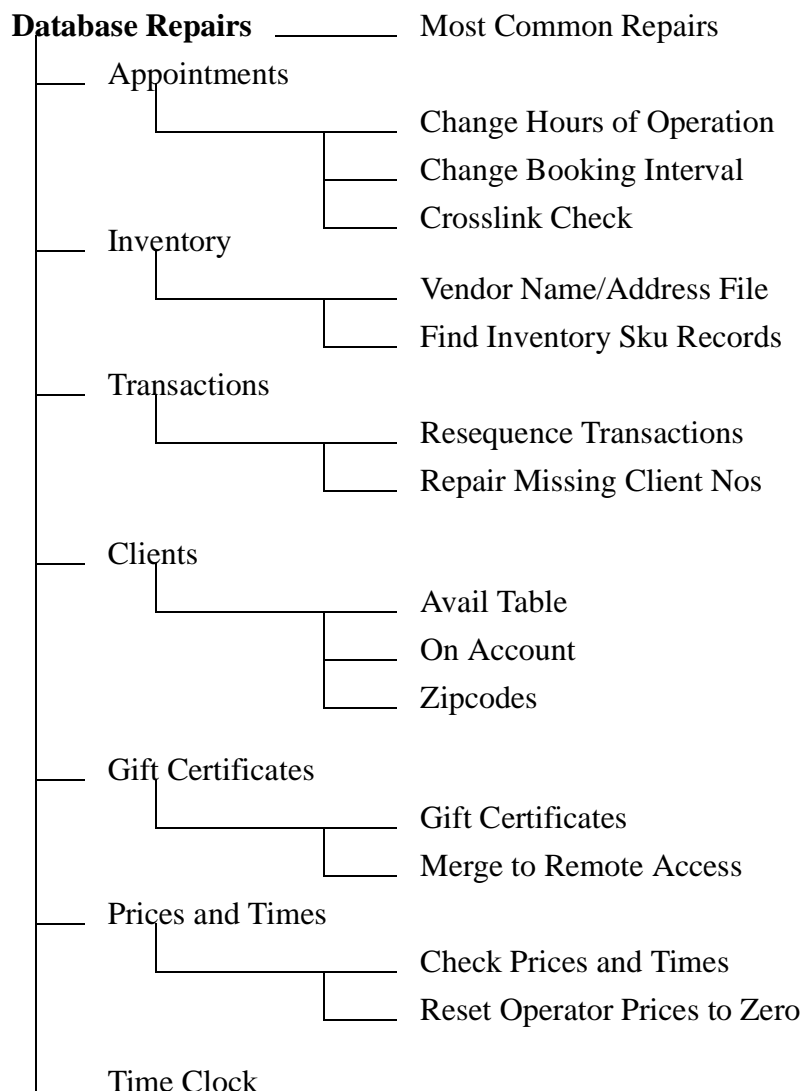 Database Repairs Most Common Repairs
Appointments
Change Hours of Operation
Change Booking Interval
Crosslink Check
Inventory
Vendor Name/Address File
Find Inventory Sku Records
Transactions
Resequence Transactions
Repair Missing Client Nos
Clients
Avail Table
On Account
Zipcodes
Gift Certificates
Gift Certificates
Merge to Remote Access
Prices and Times
Check Prices and Times
Reset Operator Prices to Zero
Time Clock